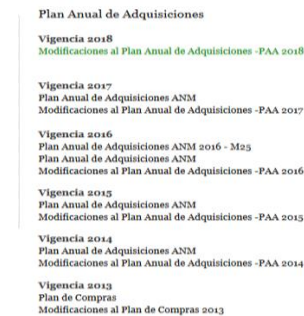 Plan Anual de Adquisiciones
Vigencia 2018
Modificaciones al Plan Anual de Adquisiciones -PAA 2018
Vigencia 2017
Plan Anual de Adquisiciones ANM
Modificaciones al Plan Anual de Adquisiciones -PAA 2017
Vigencia 2016
Plan Anual de Adquisiciones ANM 2016 - M25
Plan Anual de Adquisiciones ANM
Modificaciones al Plan Anual de Adquisiciones -PAA 2016
Vigencia 2015
Plan Anual de Adquisiciones ANM
Modificaciones al Plan Anual de Adquisiciones -PAA 2015
Vigencia 2014
Plan Anual de Adquisiciones ANM
Modificaciones al Plan Anual de Adquisiciones -PAA 2014
Vigencia 2013
Plan de Compras
Modificaciones al Plan de Compras 2013